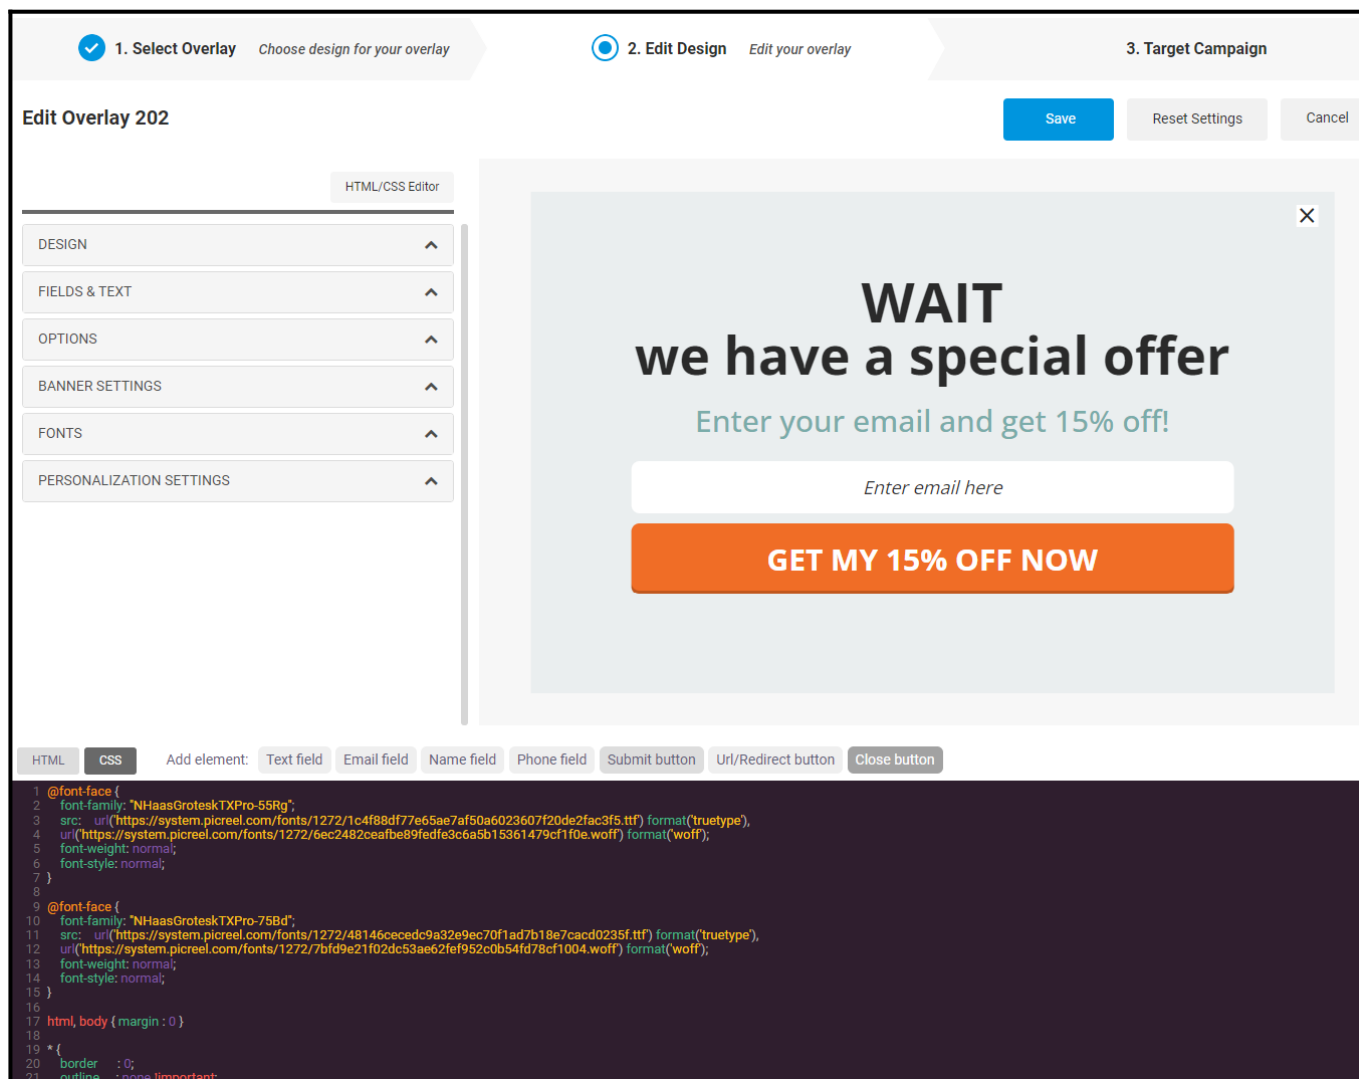 1. Select Overlay Choose design for your overlay
2. Edit Design Edit your overlay
3. Target Campaign
Edit Overlay 202
Save
Reset Settings
Cancel
HTML/CSS Editor
DESIGN
FIELDS & TEXT
OPTIONS
BANNER SETTINGS
FONTS
PERSONALIZATION SETTINGS
WAIT
we have a special offer
Enter your email and get 15% off!
Enter email here
GET MY 15% OFF NOW
HTML CSS Add element: Text field Email field Name field Phone field Submit button Url/Redirect button Close button
1 @font-face {
2 font-family: "NHaasGroteskTXPro-55Rg";
3 src: url('https://system.picreel.com/fonts/1272/1c4f88df77e65ae7af50a6023607f20de2fac3f5.ttf') format('truetype'),
4 url('https://system.picreel.com/fonts/1272/6ec2482ceafbe89fedfe3c6a5b15361479cf1f0e.woff') format('woff');
5 font-weight: normal;
6 font-style: normal;
7 }
8
9 @font-face {
10 font-family: "NHaasGroteskTXPro-75Bd";
11 src: url('https://system.picreel.com/fonts/1272/48146cecedc9a32e9ec70f1ad7b18e7cacd0235f.ttf') format('truetype'),
12 url('https://system.picreel.com/fonts/1272/7bfd9e21f02dc53ae62fef952c0b54fd78cf1004.woff') format('woff');
13 font-weight: normal;
14 font-style: normal;
15 }
16
17 html, body { margin : 0 }
18
19 * {
20 border : 0;
21 outline : none !important;